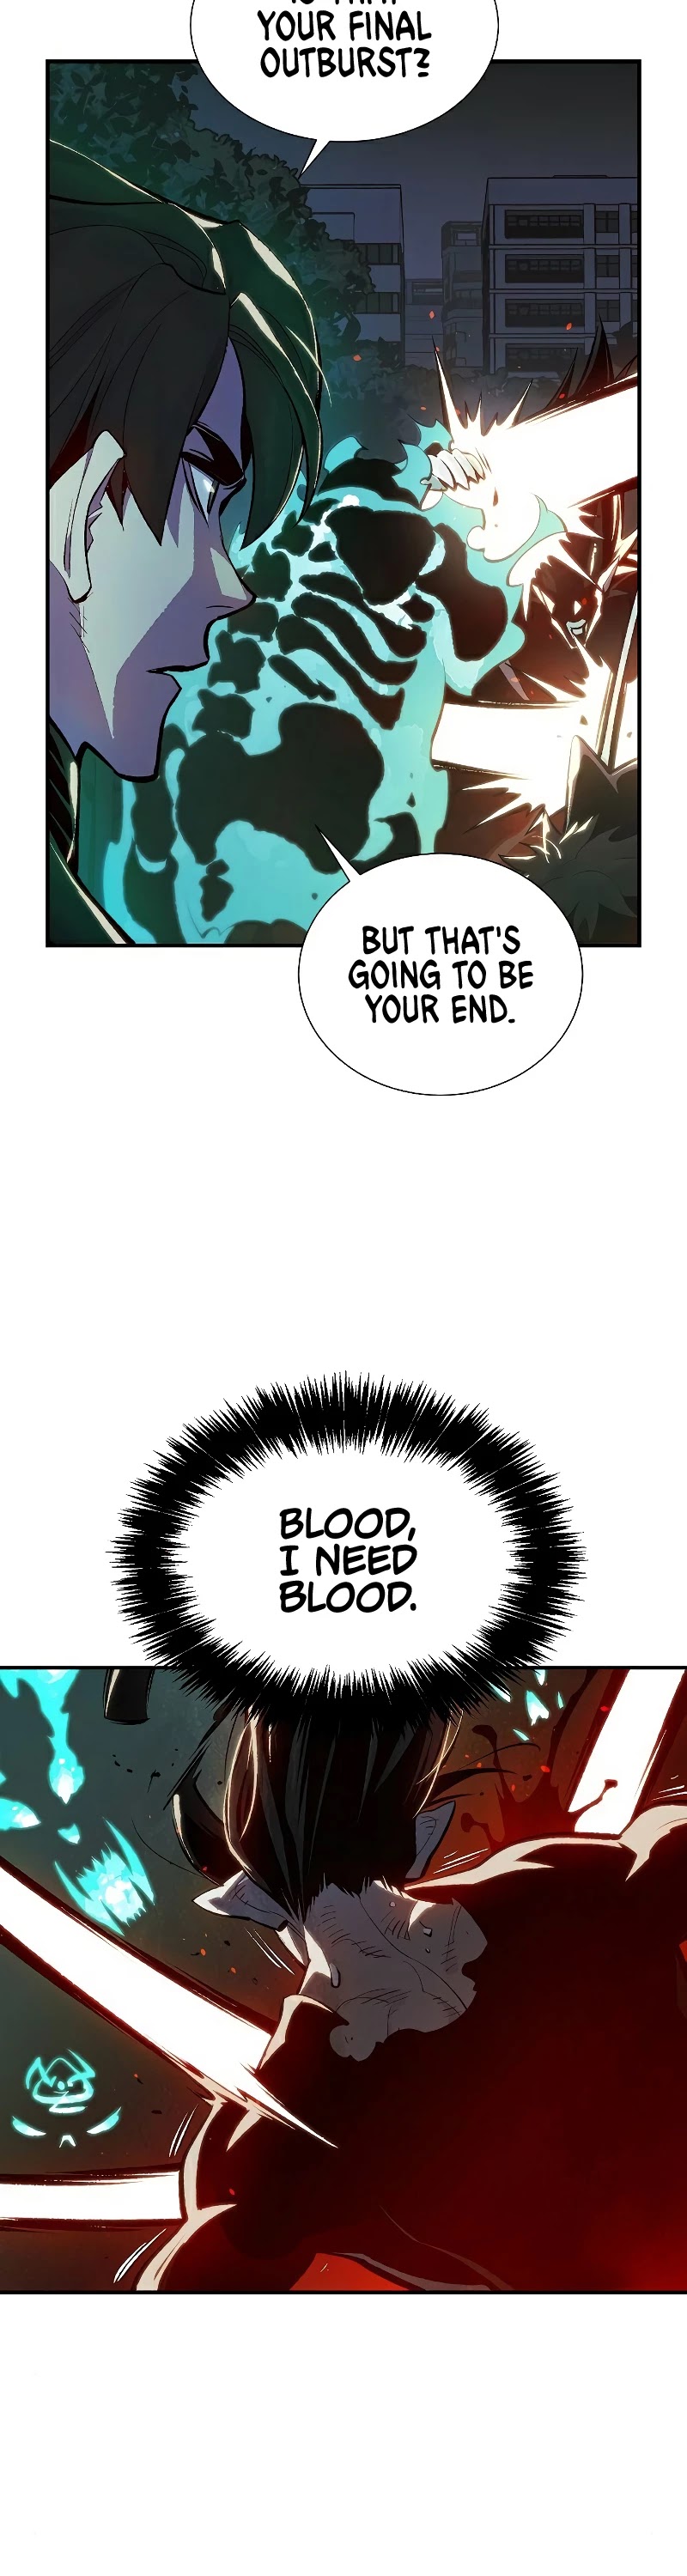 YOUR FINAL
OUTBURST?
BUT THAT'S
GOING TO BE
YOUR END.
BLOOD,
I NEED
BLOOD.